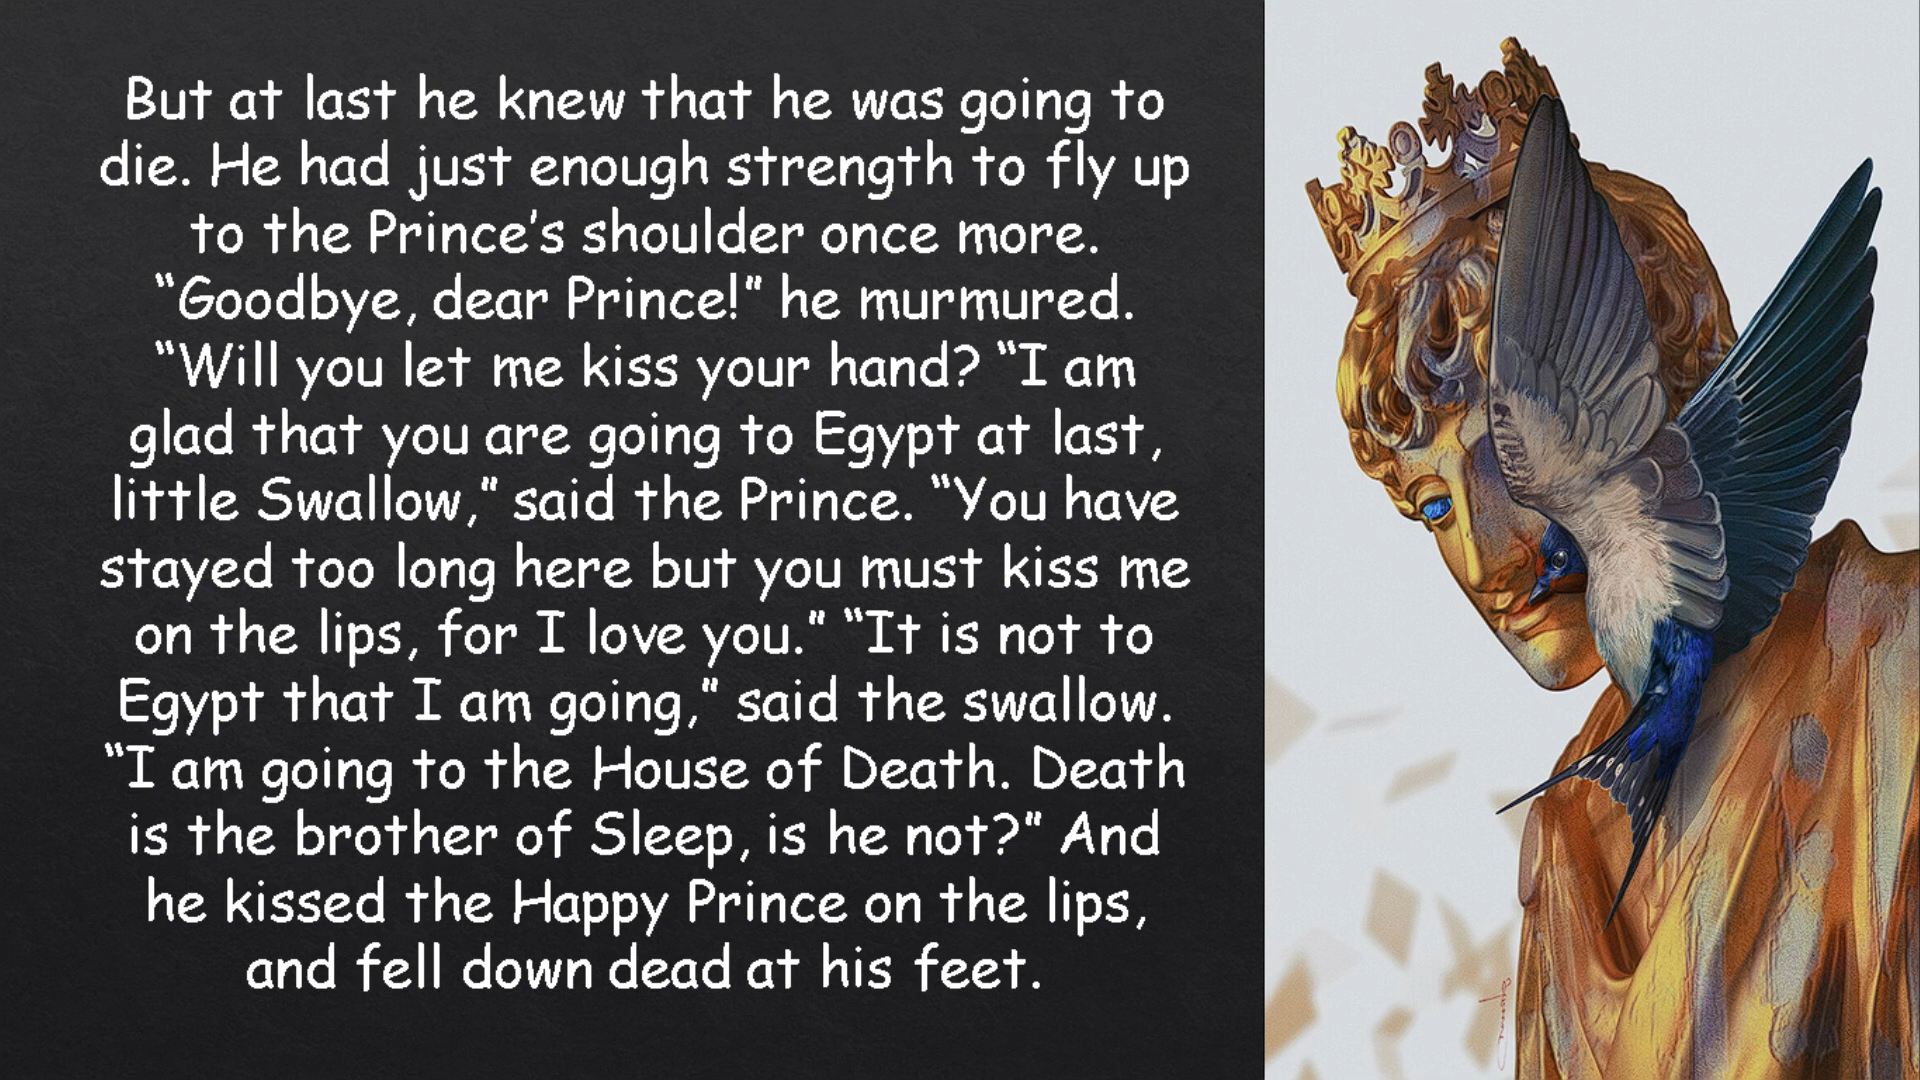 But at last he knew that he was going to
die. He had just enough strength to fly up
to the Prince’s shoulder once more.
“Goodbye, dear Prince!” he murmured.
“Will you let me kiss your hand? “I am
glad that you are going to Egypt at last,
little Swallow,” said the Prince. “You have
stayed too long here but you must kiss me
on the lips, for I love you.” “It is not to
Egypt that I am going,” said the swallow.
“I am going to the House of Death. Death
is the brother of Sleep, is he not?” And
he kissed the Happy Prince on the lips,
and fell down dead at his feet.